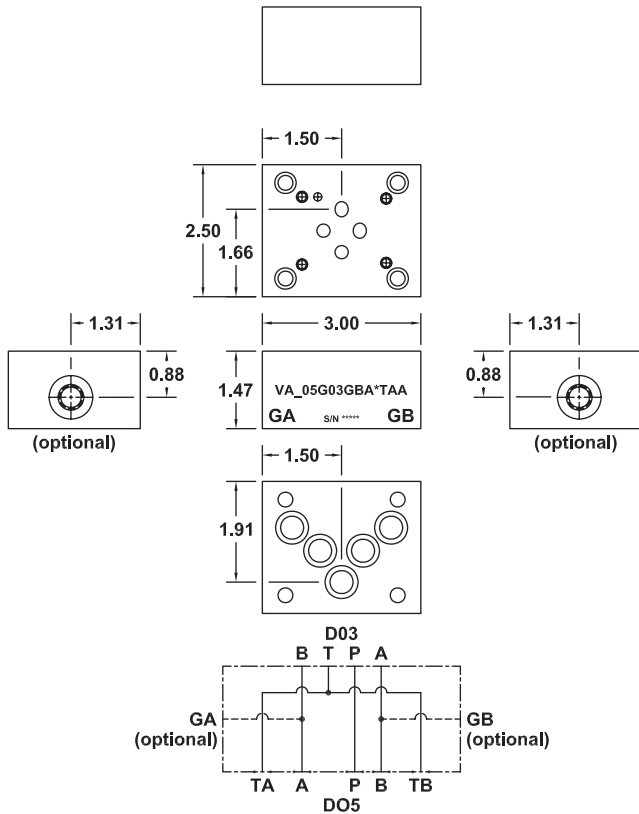 1.50
2.50
1.66
1.31
3.00
1.31
0.88
1.47
VA_05G03GBA*TAA
0.88
GA
S/N *****
GB
(optional)
(optional)
1.50
1.91
D03
B T P A
GA
(optional)
GB
(optional)
TA A P B TB
DO5